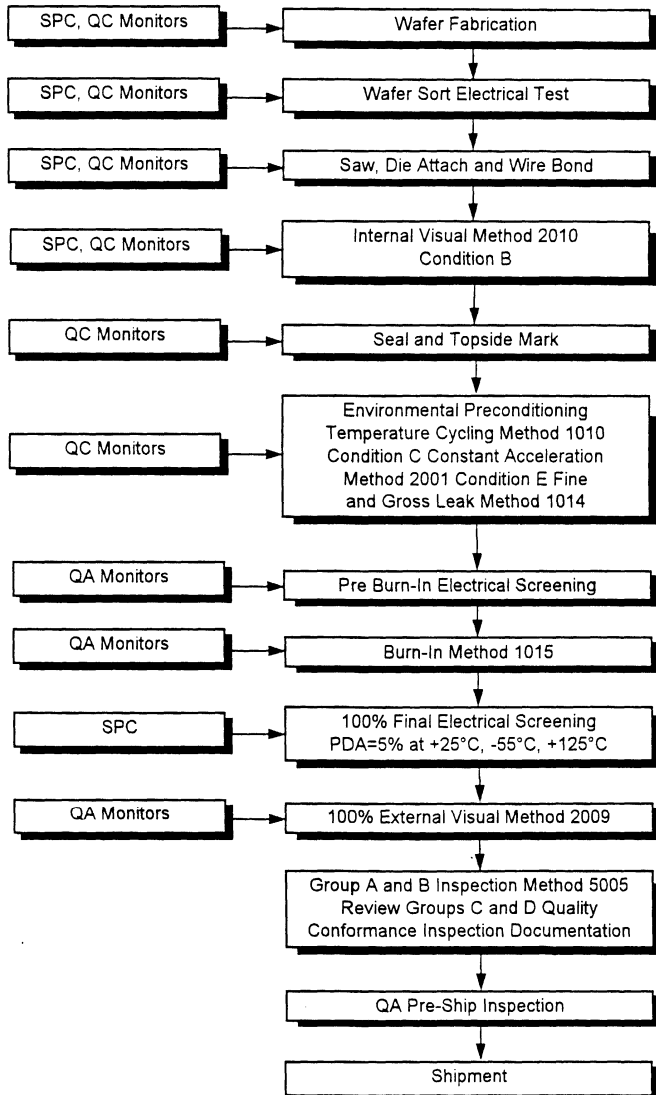 SPC, QC Monitors
Wafer Fabrication
SPC, QC Monitors
Wafer Sort Electrical Test
SPC, QC Monitors
Saw, Die Attach and Wire Bond
SPC, QC Monitors
Internal Visual Method 2010
Condition B
QC Monitors
Seal and Topside Mark
QC Monitors
Environmental Preconditioning
Temperature Cycling Method 1010
Condition C Constant Acceleration
Method 2001 Condition E Fine
and Gross Leak Method 1014
QA Monitors
Pre Burn-In Electrical Screening
QA Monitors
Burn-In Method 1015
SPC
100% Final Electrical Screening
PDA=5% at +25°C, -55°C, +125°C
QA Monitors
100% External Visual Method 2009
Group A and B Inspection Method 5005
Review Groups C and D Quality
Conformance Inspection Documentation
QA Pre-Ship Inspection
Shipment